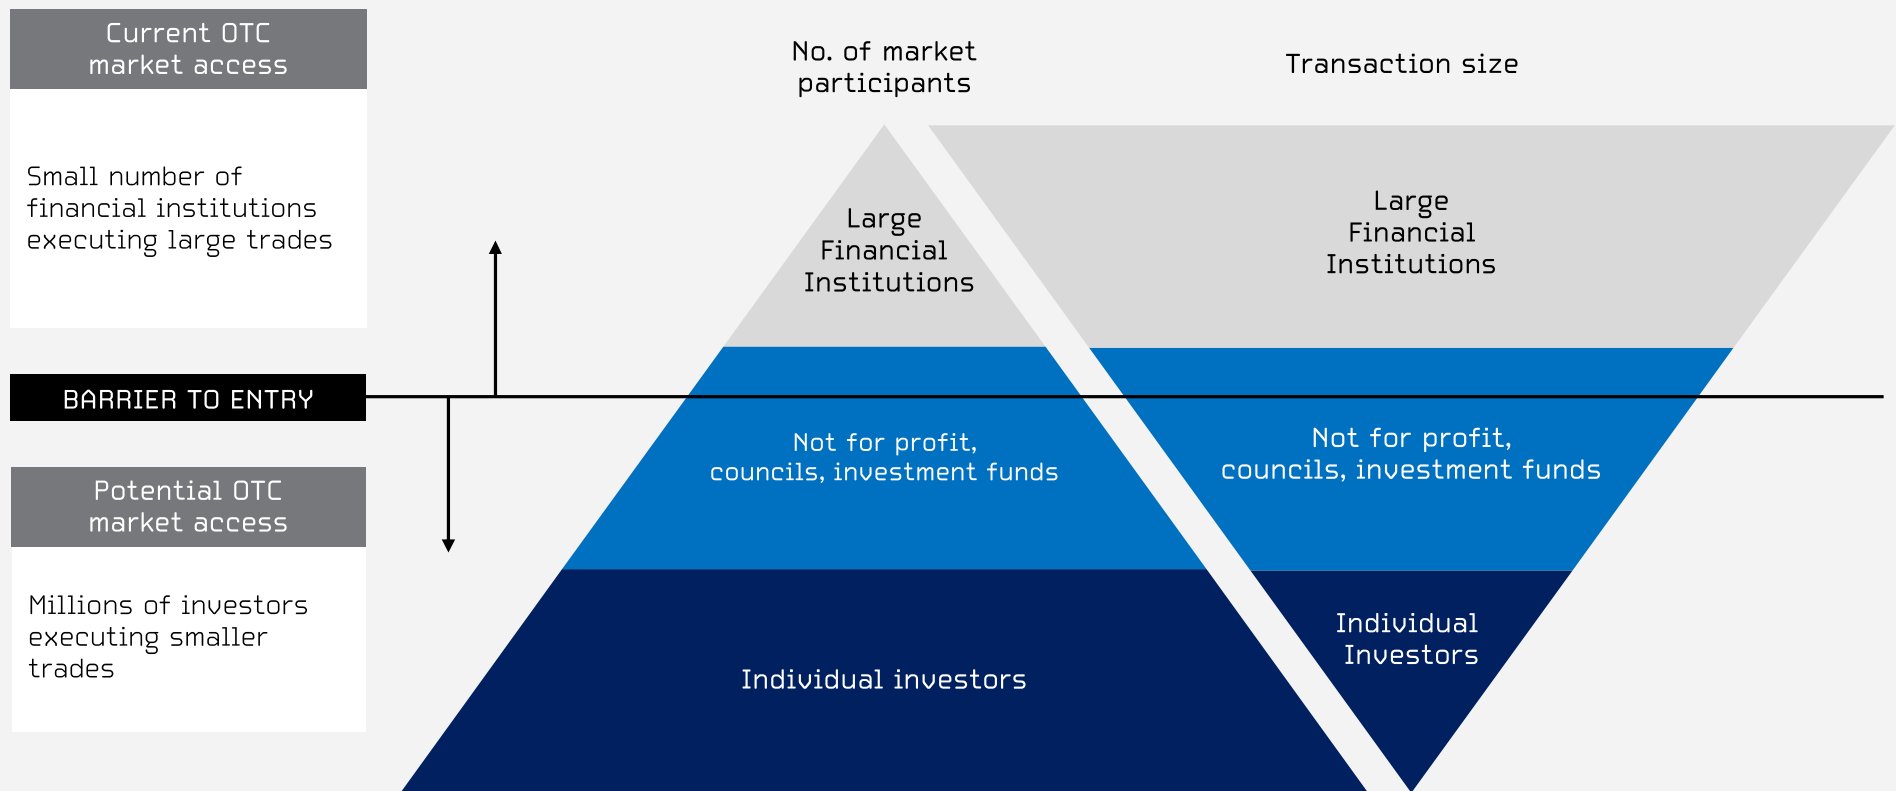 Current OTC
market access
Small number of
financial institutions
executing large trades
BARRIER TO ENTRY
Potential OTC
market access
Millions of investors
executing smaller
trades
No. of market
participants
Large
Financial
Institutions
Not for profit,
councils, investment funds
Individual investors
Transaction size
Large
Financial
Institutions
Not for profit,
councils, investment funds
Individual
Investors